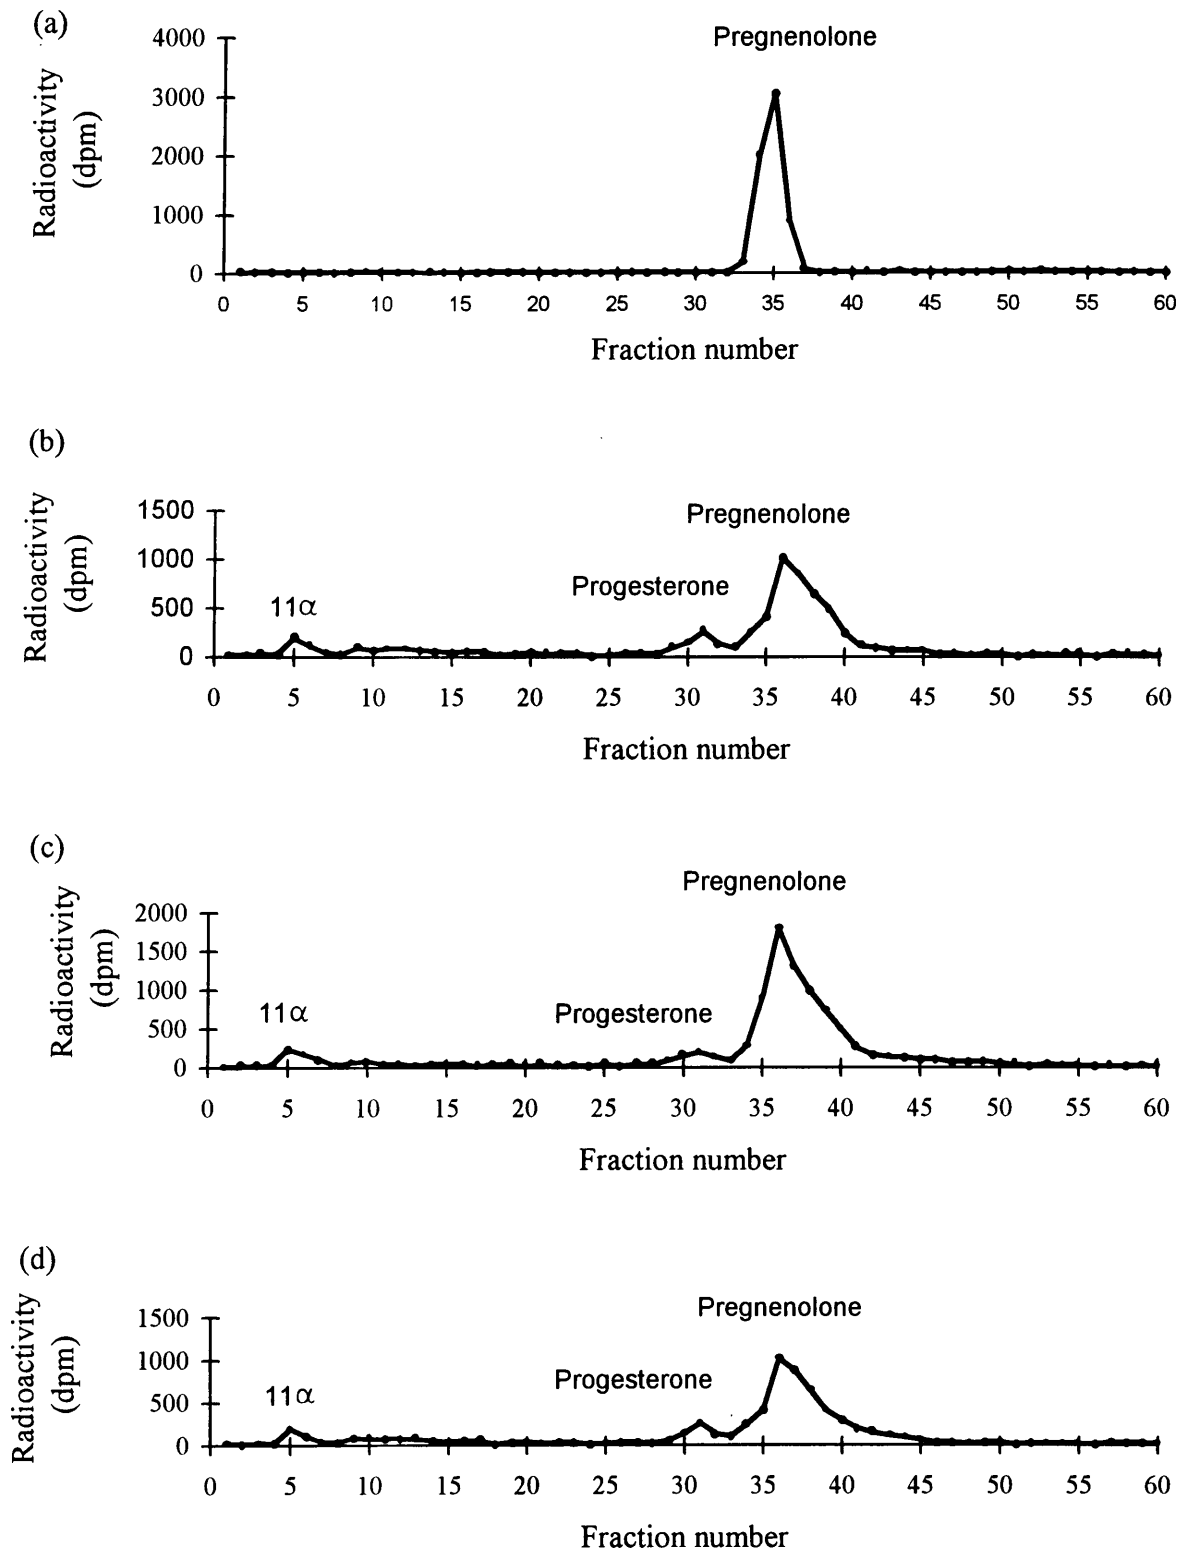 (a)
Pregnenolone
Radioactivity
(dpm)
4000
3000
2000
1000
0
0 5 10 15 20 25 30 35 40 45 50 55 60
Fraction number
(b)
Pregnenolone
Progesterone
11α
Radioactivity
(dpm)
1500
1000
500
0
0 5 10 15 20 25 30 35 40 45 50 55 60
Fraction number
(c)
Pregnenolone
Progesterone
11α
Radioactivity
(dpm)
2000
1500
1000
500
0
0 5 10 15 20 25 30 35 40 45 50 55 60
Fraction number
(d)
Pregnenolone
Progesterone
11α
Radioactivity
(dpm)
1500
1000
500
0
0 5 10 15 20 25 30 35 40 45 50 55 60
Fraction number